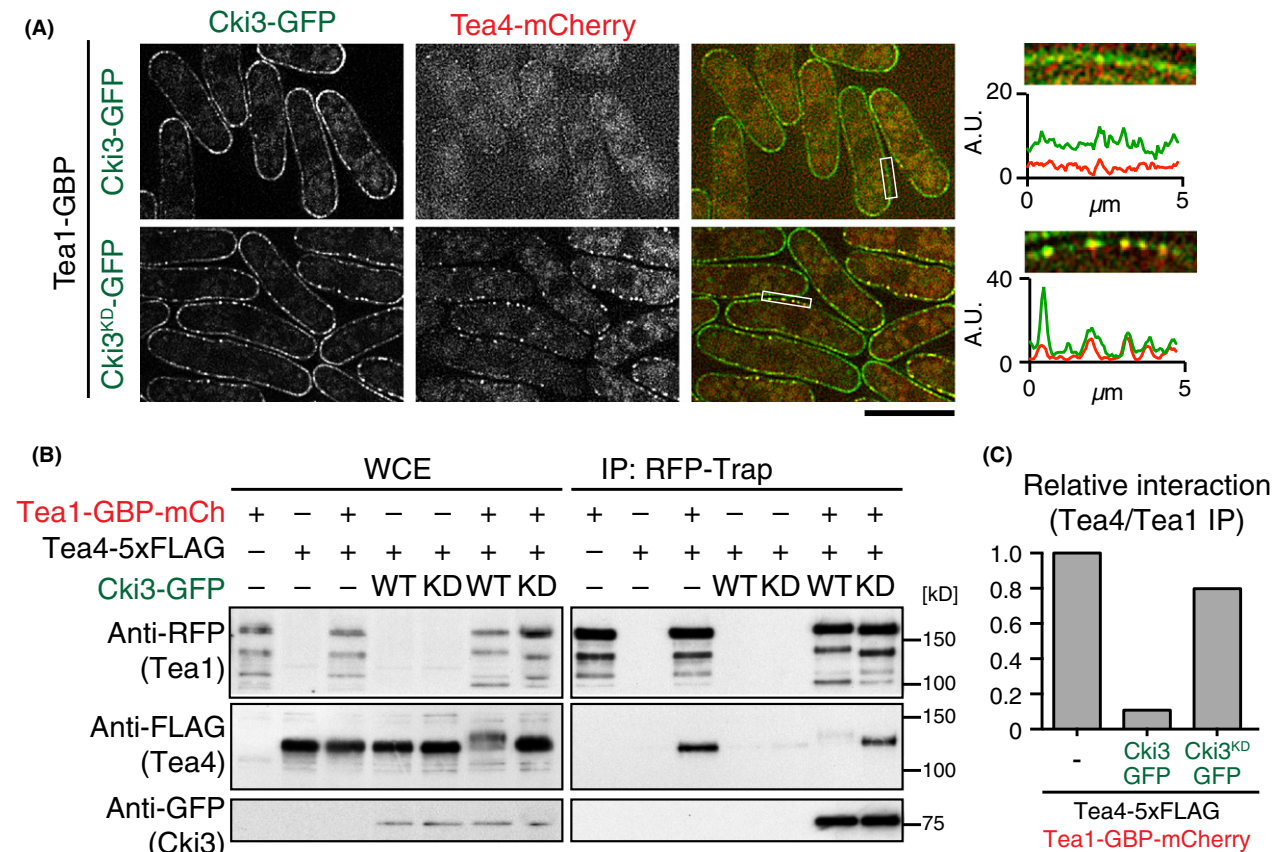 (A)
Cki3-GFP Tea4-mCherry
Tea1-GBP
Cki3-GFP
20
A.U.
0
0 µm 5
Cki3KD-GFP
40
A.U.
0
0 µm 5
(B)
WCE IP: RFP-Trap
Tea1-GBP-mCh + – + – – + + + – + – – + +
Tea4-5xFLAG – + + + + + + – + + + + + +
Cki3-GFP – – – WT KD WT KD – – – WT KD WT KD [kD]
Anti-RFP
(Tea1)
150
100
Anti-FLAG
(Tea4)
150
100
Anti-GFP
(Cki3)
75
(C)
Relative interaction
(Tea4/Tea1 IP)
1.0
0.8
0.6
0.4
0.2
0
- Cki3 Cki3KD
GFP GFP
Tea4-5xFLAG
Tea1-GBP-mCherry